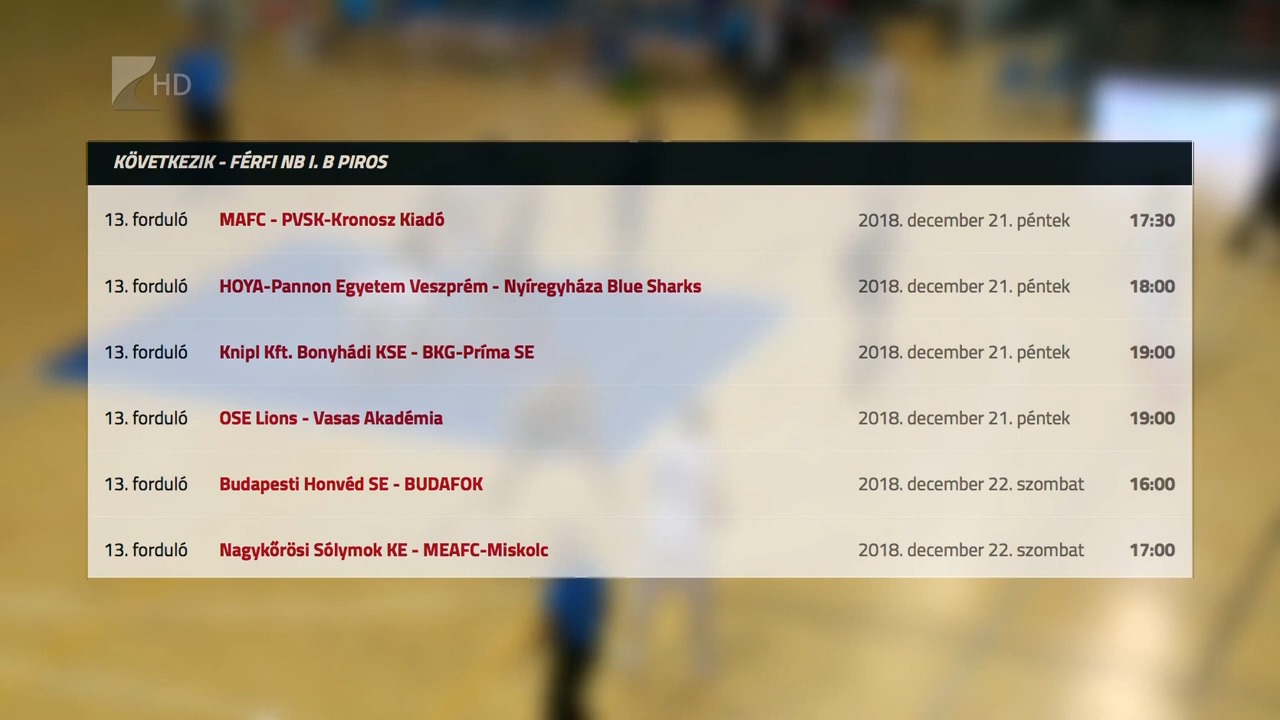 HD
KÖVETKEZIK - FÉRFI NB I. B PIROS
13. forduló MAFC - PVSK-Kronosz Kiadó 2018. december 21. péntek 17:30
13. forduló HOYA-Pannon Egyetem Veszprém - Nyíregyháza Blue Sharks 2018. december 21. péntek 18:00
13. forduló Knipl Kft. Bonyhádi KSE - BKG-Príma SE 2018. december 21. péntek 19:00
13. forduló OSE Lions - Vasas Akadémia 2018. december 21. péntek 19:00
13. forduló Budapesti Honvéd SE - BUDAFOK 2018. december 22. szombat 16:00
13. forduló Nagykőrösi Sólymok KE - MEAFC-Miskolc 2018. december 22. szombat 17:00